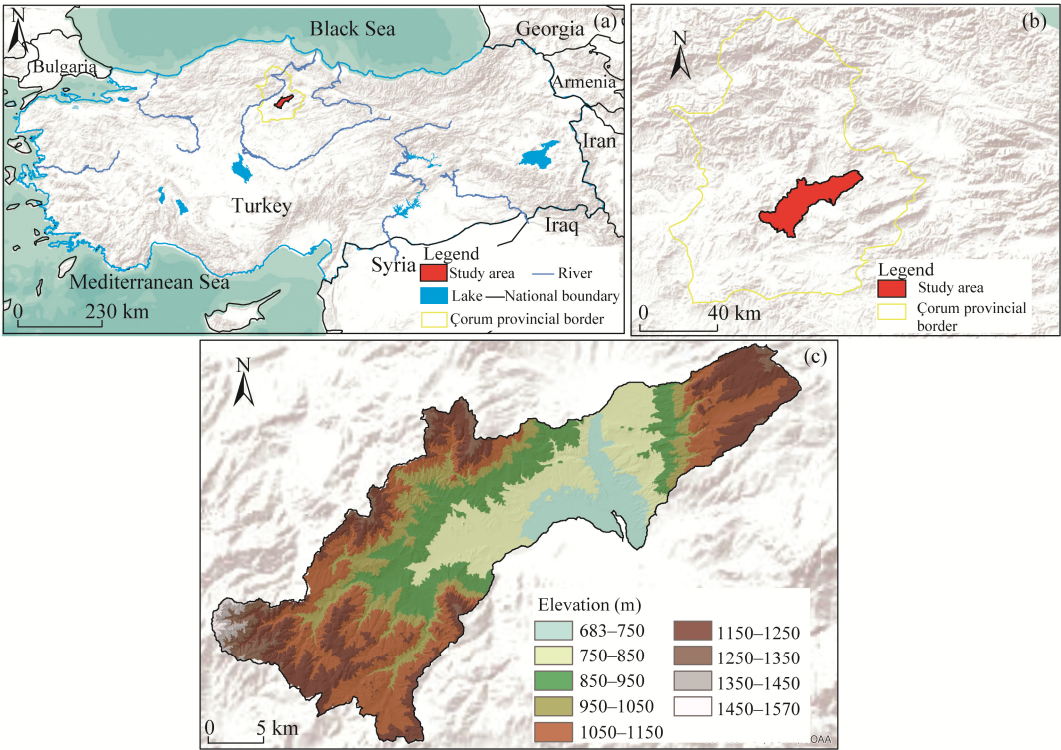 N
Black Sea
(a)
Georgia
Bulgaria
Armenia
Iran
Turkey
Iraq
Syria
Mediterranean Sea
0 230 km
Legend
Study area
River
Lake
National boundary
Çorum provincial border
N
(b)
0 40 km
Legend
Study area
Çorum provincial
border
N
(c)
Elevation (m)
683–750
750–850
850–950
950–1050
1050–1150
1150–1250
1250–1350
1350–1450
1450–1570
0 5 km
OAA